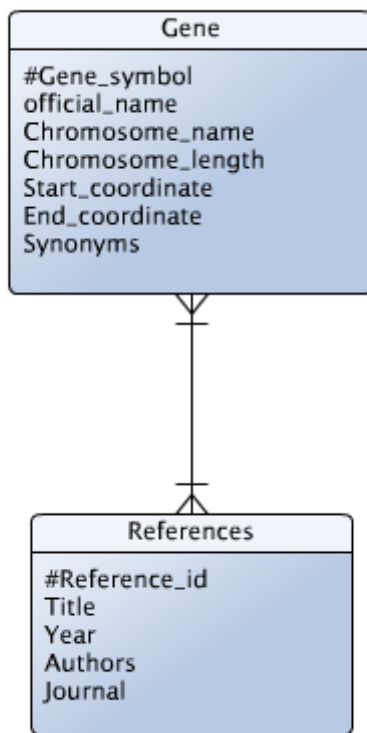 Gene
#Gene_symbol
official_name
Chromosome_name
Chromosome_length
Start_coordinate
End_coordinate
Synonyms
References
#Reference_id
Title
Year
Authors
Journal